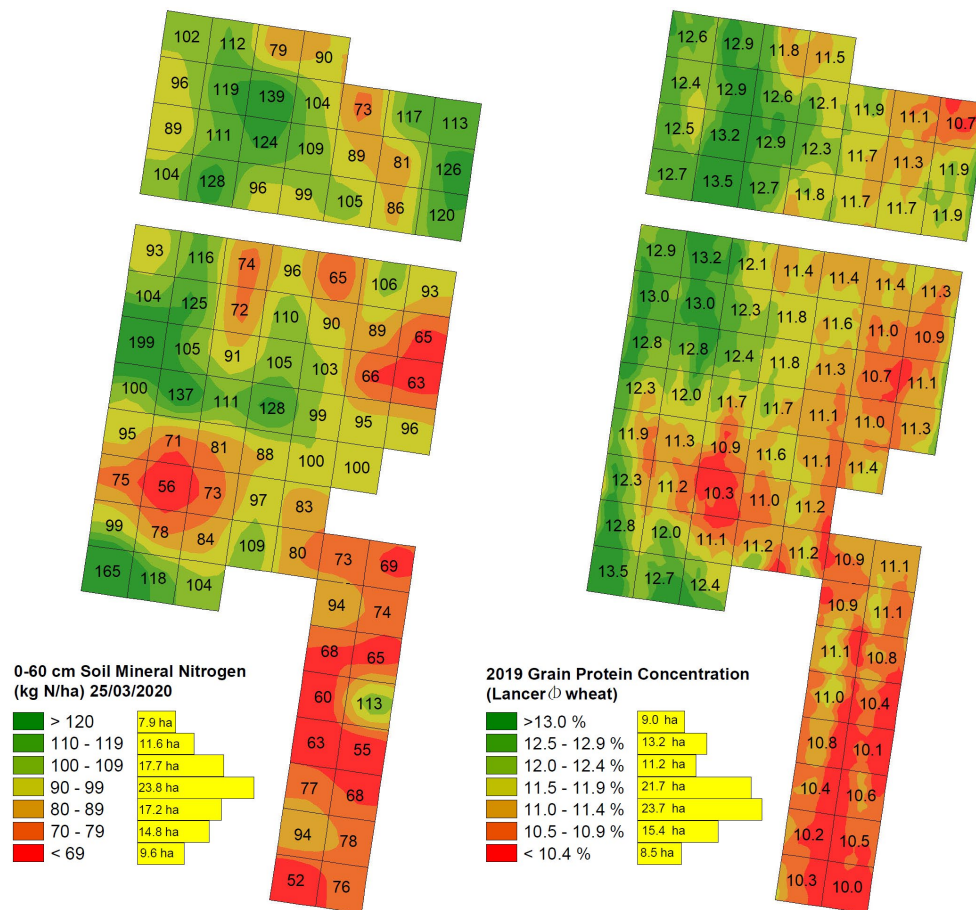 102 112 79 90
96 119 139 104 73 117 113
89 111 124 109 89 81 126
104 128 96 99 105 86 120
93 116 74 96 65 106 93
104 125 72 110 90 89 65
199 105 91 105 103 66 63
100 137 111 128 99 95 96
95 71 81 88 100 100
75 56 73 97 83
99 78 84 109 80 73 69
165 118 104 94 74
68 65
60 113
63 55
77 68
94 78
52 76
0-60 cm Soil Mineral Nitrogen
(kg N/ha) 25/03/2020
> 120 7.9 ha
110 - 119 11.6 ha
100 - 109 17.7 ha
90 - 99 23.8 ha
80 - 89 17.2 ha
70 - 79 14.8 ha
< 69 9.6 ha
12.6 12.9 11.8 11.5
12.4 12.9 12.6 12.1 11.9 11.1 10.7
12.5 13.2 12.9 12.3 11.7 11.3 11.9
12.7 13.5 12.7 11.8 11.7 11.7 11.9
12.9 13.2 12.1 11.4 11.4 11.4 11.3
13.0 13.0 12.3 11.8 11.6 11.0 10.9
12.8 12.8 12.4 11.8 11.3 10.7 11.1
12.3 12.0 11.7 11.7 11.1 11.0 11.3
11.9 11.3 10.9 11.6 11.1 11.4
12.3 11.2 10.3 11.0 11.2
12.8 12.0 11.1 11.2 11.2 10.9 11.1
13.5 12.7 12.4 10.9 11.1
11.1 10.8
11.0 10.4
10.8 10.1
10.4 10.6
10.2 10.5
10.3 10.0
2019 Grain Protein Concentration
(Lancer⏀ wheat)
>13.0 % 9.0 ha
12.5 - 12.9 % 13.2 ha
12.0 - 12.4 % 11.2 ha
11.5 - 11.9 % 21.7 ha
11.0 - 11.4 % 23.7 ha
10.5 - 10.9 % 15.4 ha
< 10.4 % 8.5 ha